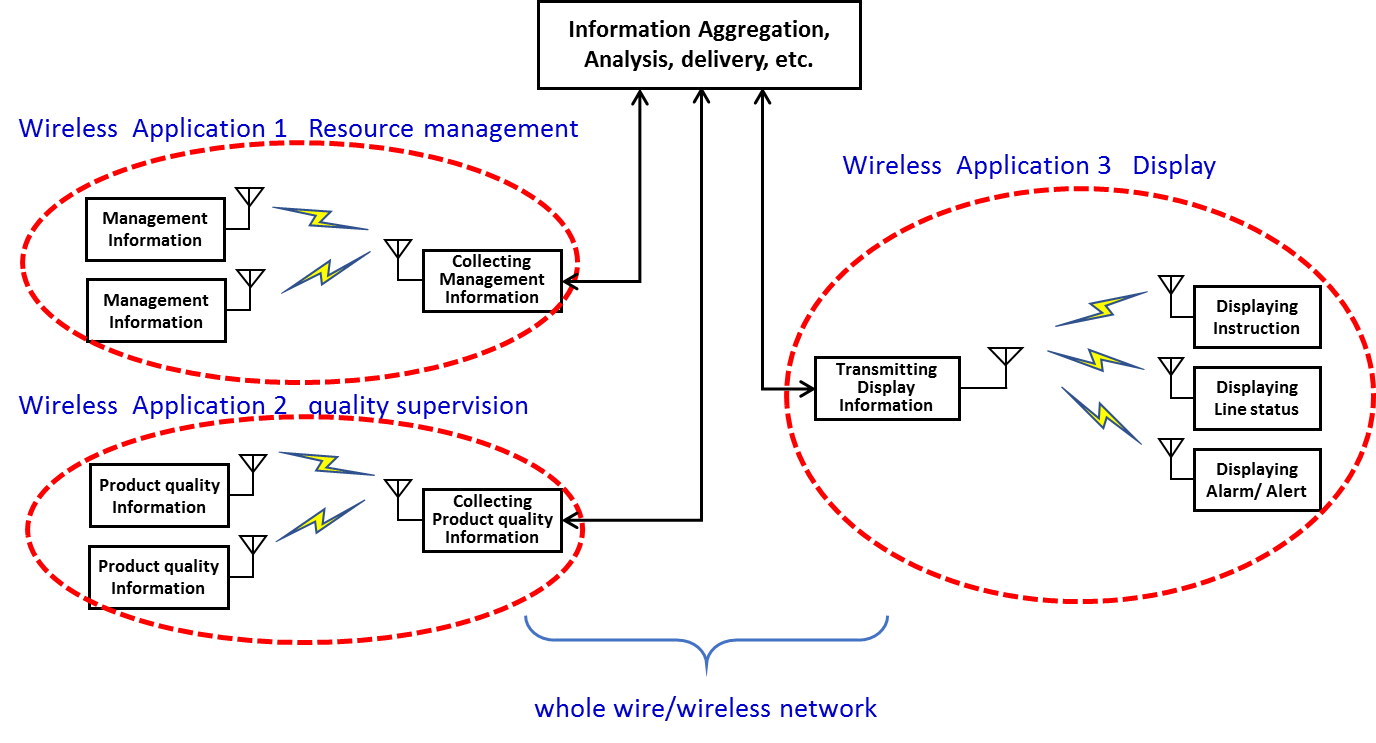 Information Aggregation,
Analysis, delivery, etc.
Wireless  Application 1   Resource management
Management
Information
Management
Information
Collecting
Management
Information
Wireless  Application 2   quality supervision
Product quality
Information
Product quality
Information
Collecting
Product quality
Information
Wireless  Application 3   Display
Transmitting
Display
Information
Displaying
Instruction
Displaying
Line status
Displaying
Alarm/ Alert
whole wire/wireless network